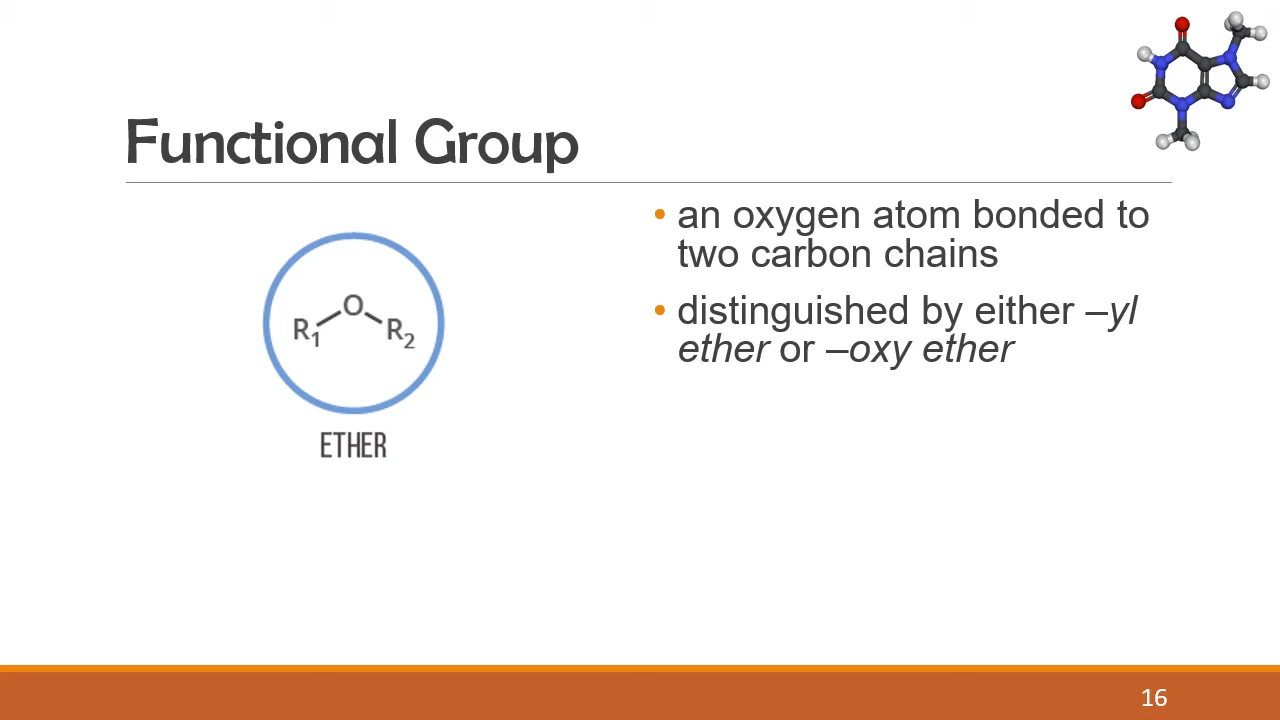 Functional Group
• an oxygen atom bonded to
two carbon chains
• distinguished by either –yl
ether or –oxy ether
O
R₁ R₂
ETHER
16